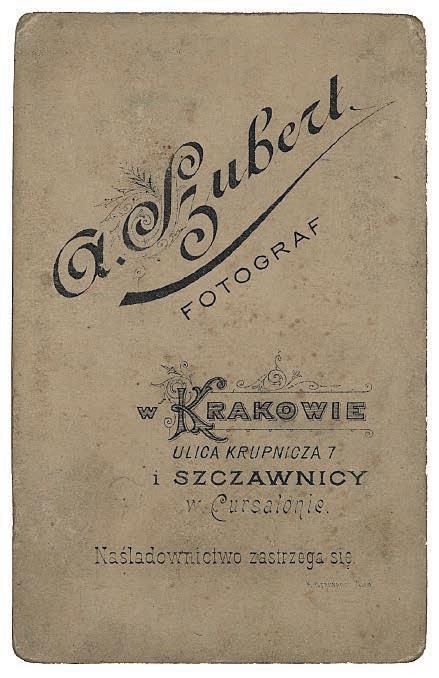 A. Szubert
FOTOGRAF
W KRAKOWIE
ULICA KRUPNICZA 7
i SZCZAWNICY
w Cursalonie.
Naśladownictwo zastrzega się.